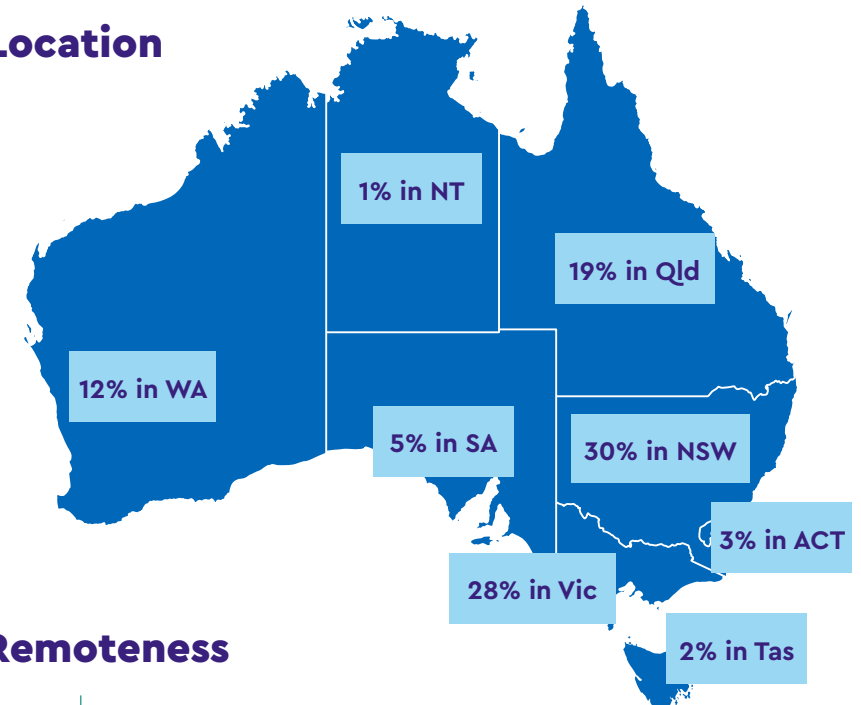 Location
1% in NT
19% in Qld
12% in WA
5% in SA
30% in NSW
3% in ACT
28% in Vic
Remoteness
2% in Tas